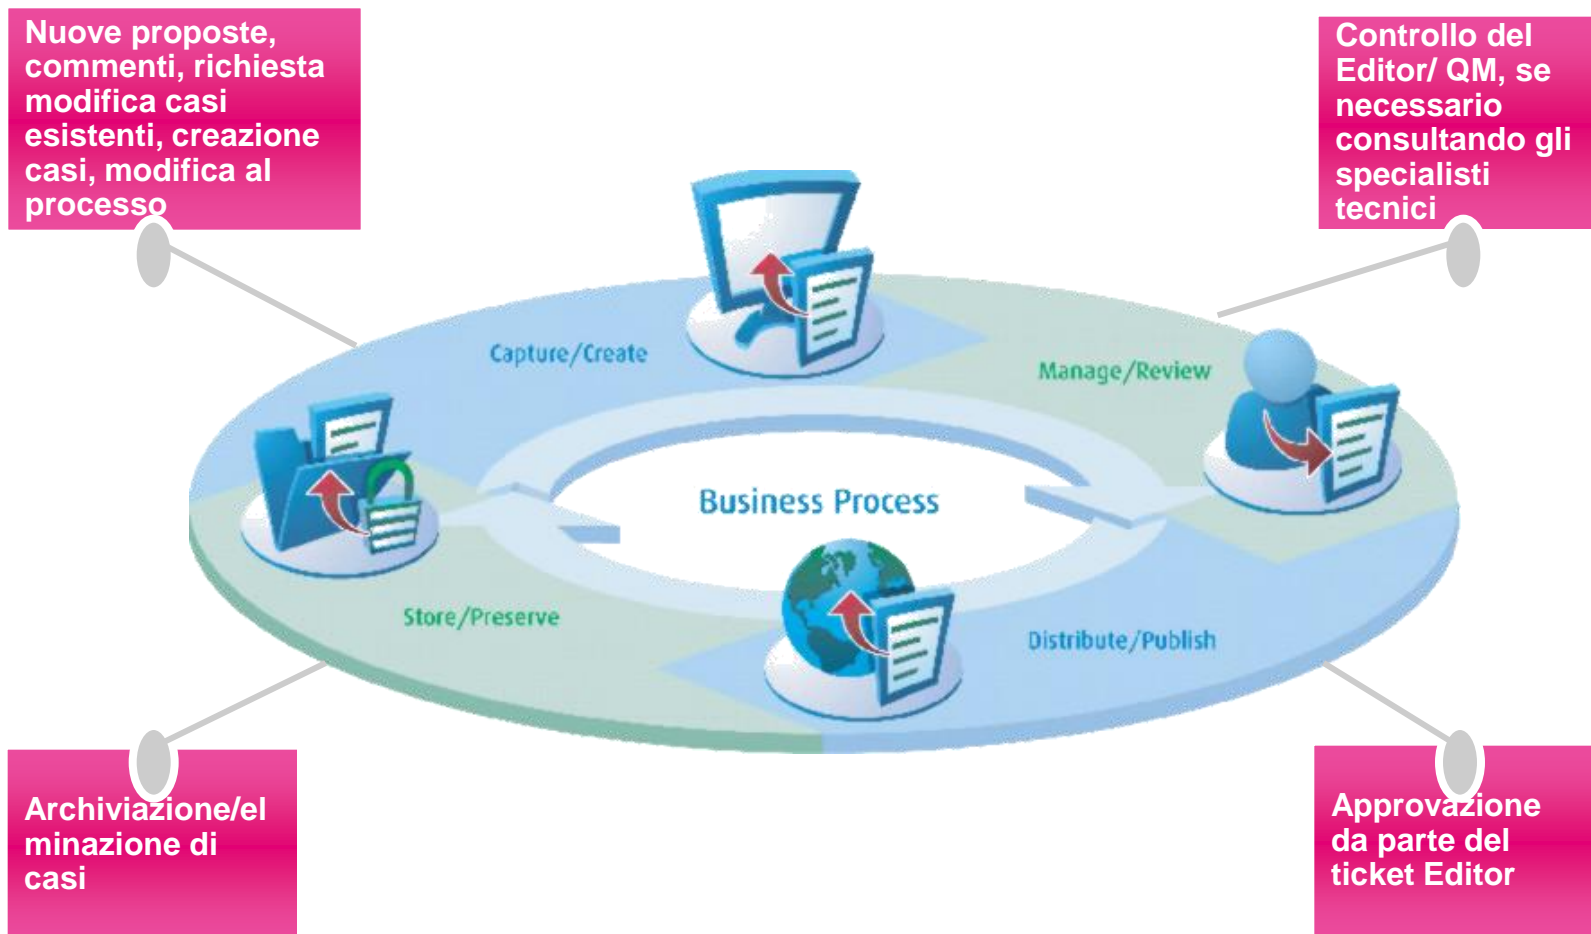 Nuove proposte,
commenti, richiesta
modifica casi
esistenti, creazione
casi, modifica al
processo
Controllo del
Editor/ QM, se
necessario
consultando gli
specialisti
tecnici
Capture/Create
Manage/Review
Business Process
Store/Preserve
Distribute/Publish
Archiviazione/el
minazione di
casi
Approvazione
da parte del
ticket Editor